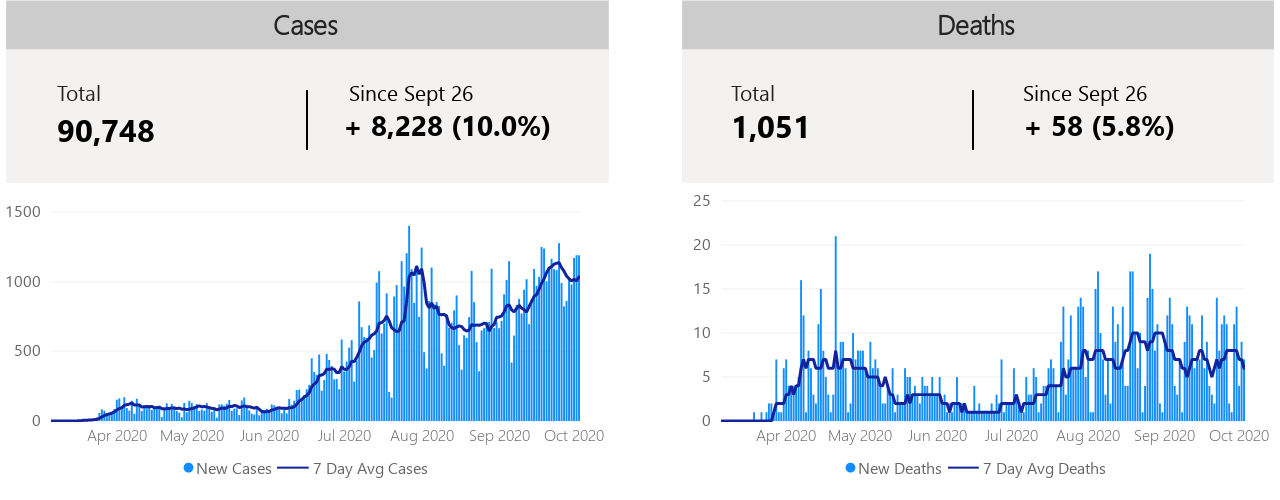 Cases
Total
90,748
Since Sept 26
+ 8,228 (10.0%)
1500
1000
500
0
Apr 2020 May 2020 Jun 2020 Jul 2020 Aug 2020 Sep 2020 Oct 2020
New Cases 7 Day Avg Cases
Deaths
Total
1,051
Since Sept 26
+ 58 (5.8%)
25
20
15
10
5
0
Apr 2020 May 2020 Jun 2020 Jul 2020 Aug 2020 Sep 2020 Oct 2020
New Deaths 7 Day Avg Deaths